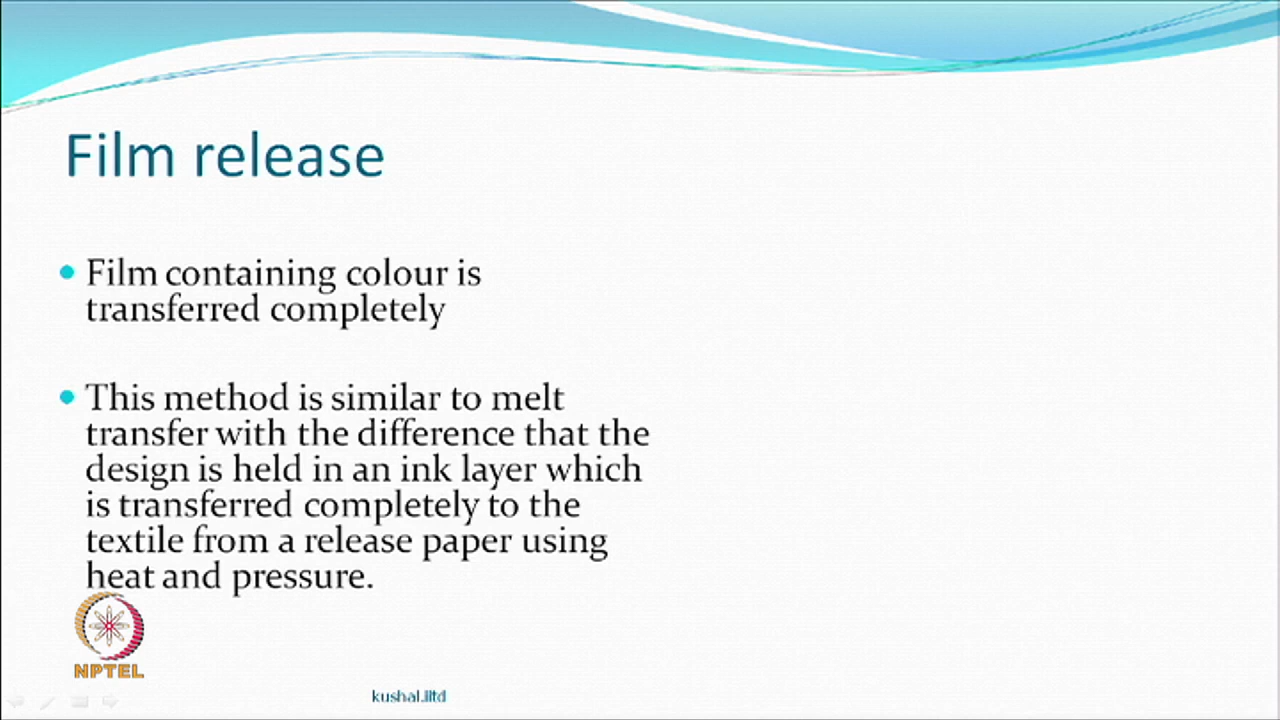 Film release
Film containing colour is
transferred completely
This method is similar to melt
transfer with the difference that the
design is held in an ink layer which
is transferred completely to the
textile from a release paper using
heat and pressure.
NPTEL
kushal.iitd